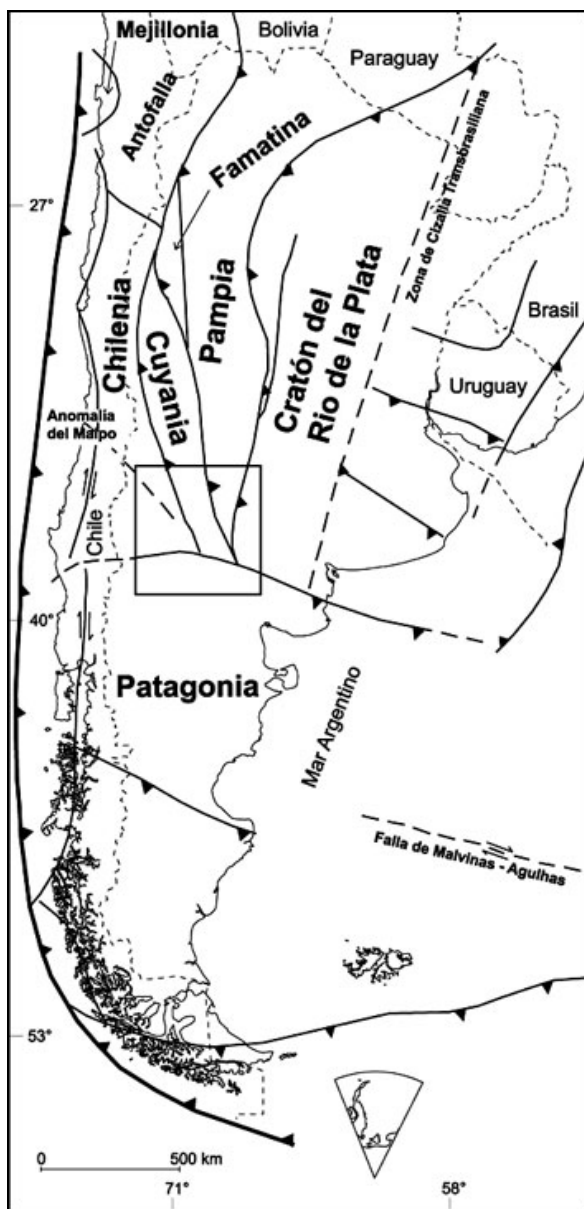 Mejillonia
Bolivia
Paraguay
Antofalla
Famatina
Zona de Cizalla Transbrasiliana
27°
Chilenia
Pampia
Cratón del
Rio de la Plata
Brasil
Cuyania
Uruguay
Anomalía
del Maipo
Chile
40°
Patagonia
Mar Argentino
Falla de Malvinas - Agulhas
53°
0 500 km
71° 58°